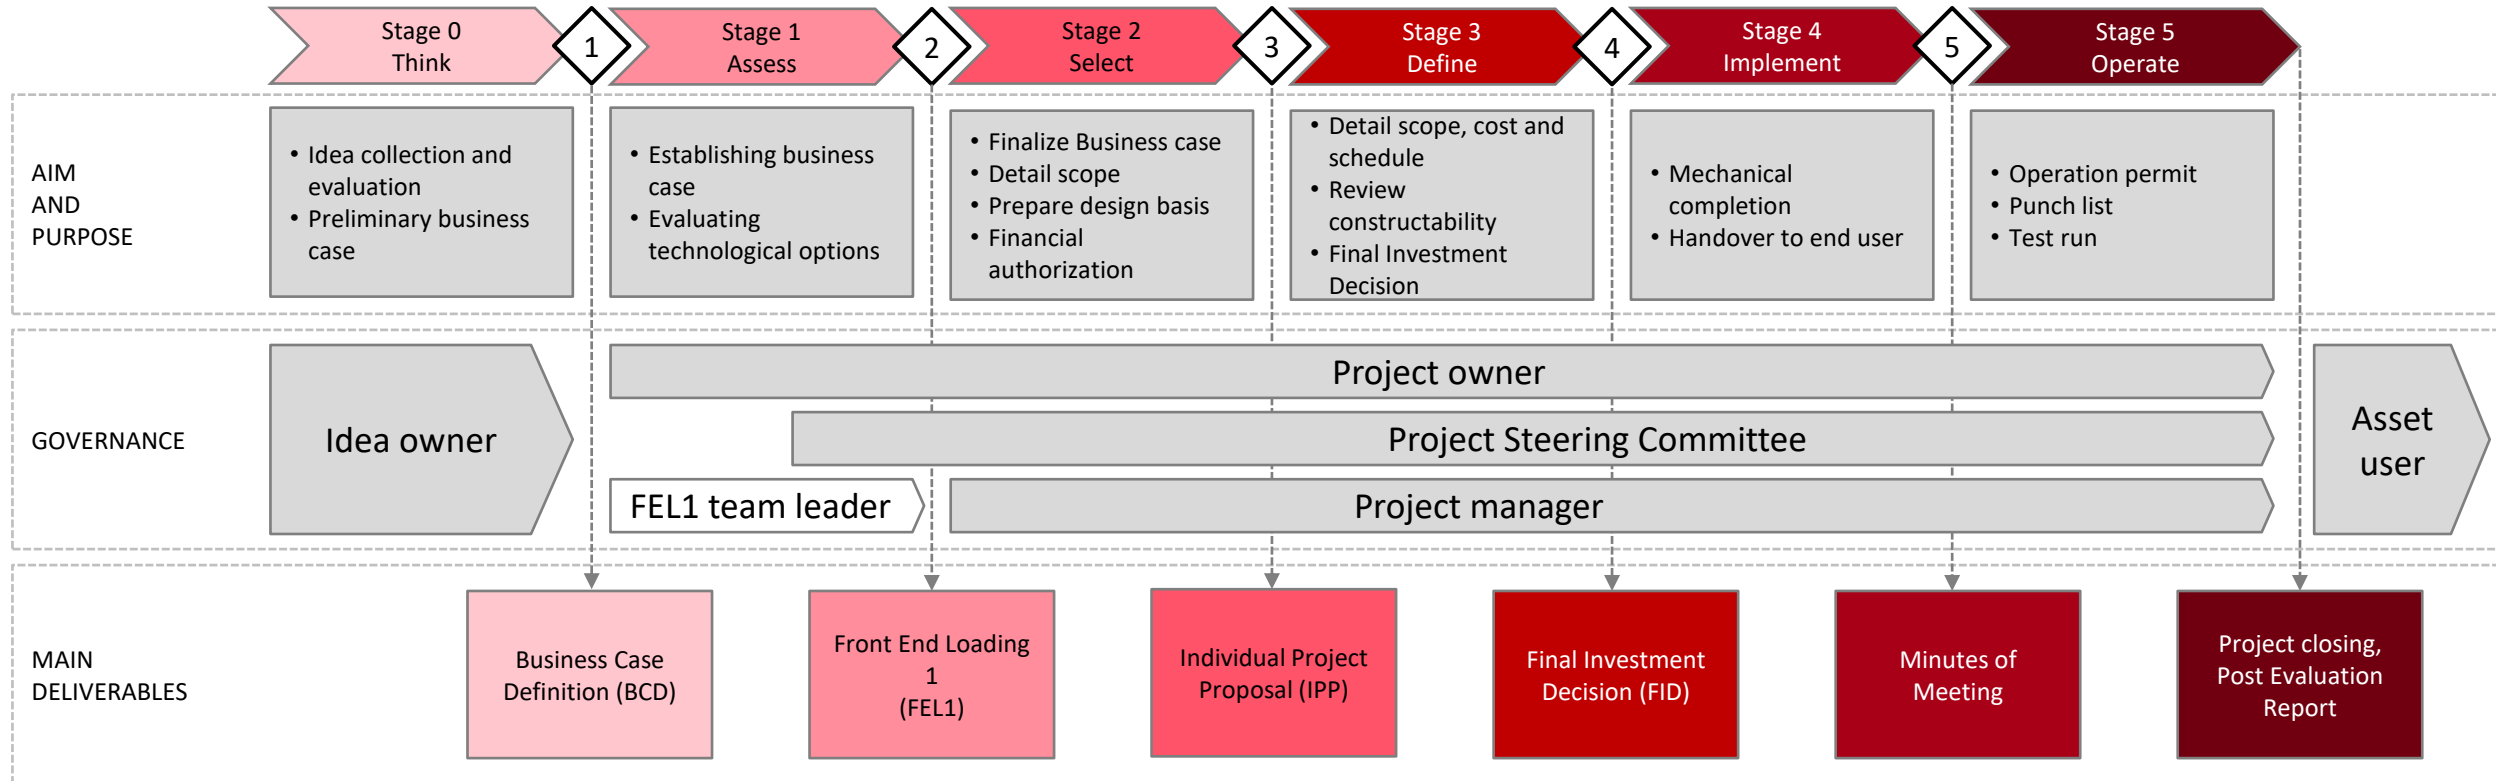 Stage 0
Think
1
Stage 1
Assess
2
Stage 2
Select
3
Stage 3
Define
4
Stage 4
Implement
5
Stage 5
Operate
AIM
AND
PURPOSE
• Idea collection and
evaluation
• Preliminary business
case
• Establishing business
case
• Evaluating
technological options
• Finalize Business case
• Detail scope
• Prepare design basis
• Financial
authorization
• Detail scope, cost and
schedule
• Review
constructability
• Final Investment
Decision
• Mechanical
completion
• Handover to end user
• Operation permit
• Punch list
• Test run
GOVERNANCE
Idea owner
Project owner
Project Steering Committee
FEL1 team leader
Project manager
Asset
user
MAIN
DELIVERABLES
Business Case
Definition (BCD)
Front End Loading
1
(FEL1)
Individual Project
Proposal (IPP)
Final Investment
Decision (FID)
Minutes of
Meeting
Project closing,
Post Evaluation
Report